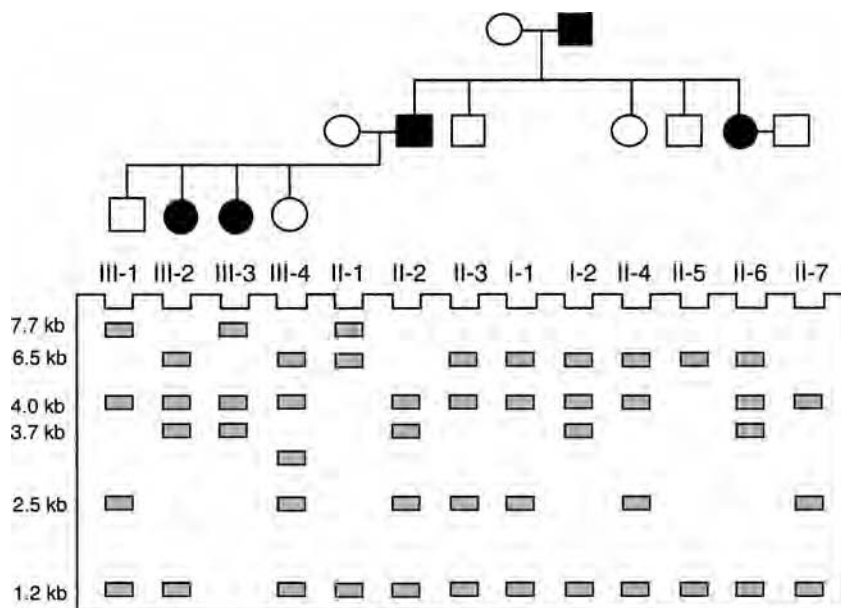 III-1 III-2 III-3 III-4 II-1 II-2 II-3 I-1 I-2 II-4 II-5 II-6 II-7
7.7 kb
6.5 kb
4.0 kb
3.7 kb
2.5 kb
1.2 kb